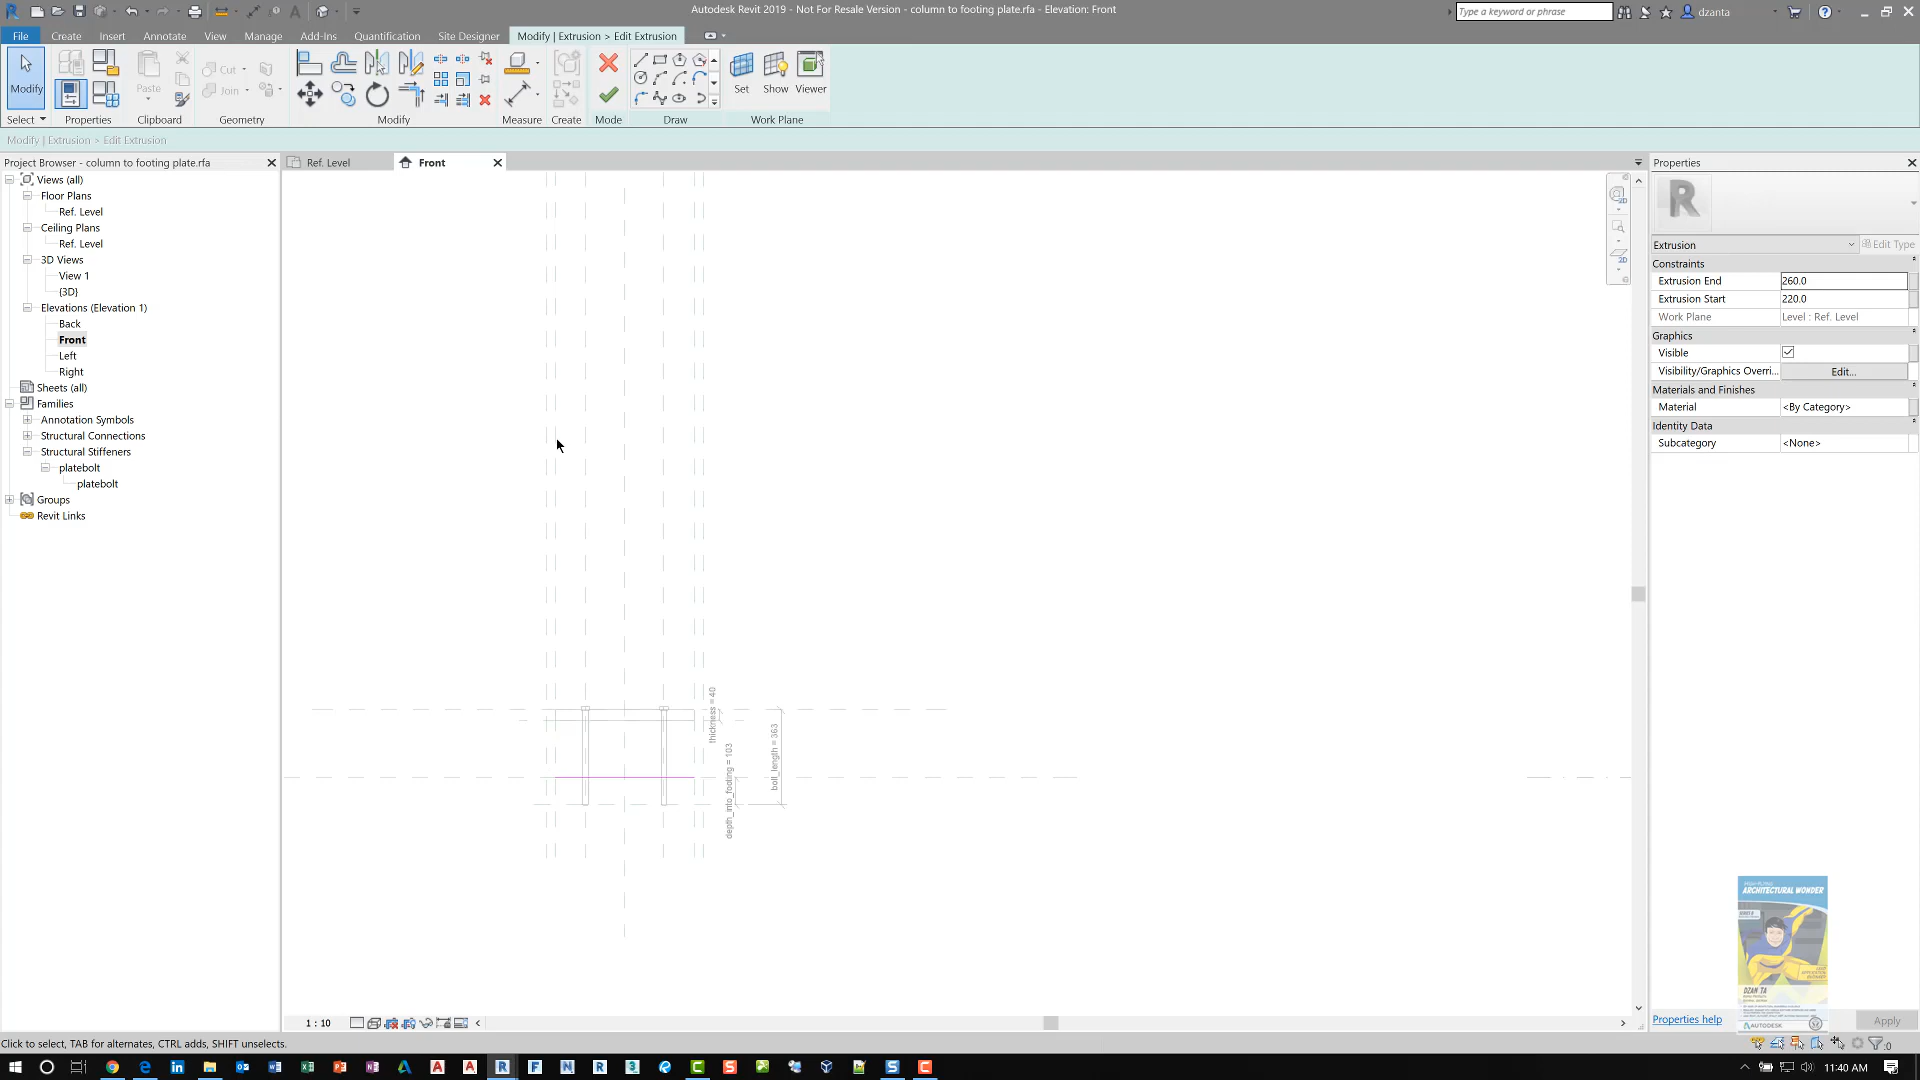 Autodesk Revit 2019 - Not For Resale Version - column to footing plate.rfa - Elevation: Front
Type a keyword or phrase
dzanta
File
Create
Insert
Annotate
View
Manage
Add-Ins
Quantification
Site Designer
Modify | Extrusion > Edit Extrusion
Modify
Paste
Cut
Join
Set
Show
Viewer
Select
Properties
Clipboard
Geometry
Modify
Measure
Create
Mode
Draw
Work Plane
Modify | Extrusion > Edit Extrusion
Project Browser - column to footing plate.rfa
Views (all)
Floor Plans
Ref. Level
Ceiling Plans
Ref. Level
3D Views
View 1
{3D}
Elevations (Elevation 1)
Back
Front
Left
Right
Sheets (all)
Families
Annotation Symbols
Structural Connections
Structural Stiffeners
platebolt
platebolt
Groups
Revit Links
Ref. Level
Front
2D
2D
thickness = 40
depth_into_footing = 103
bolt_length = 363
Properties
R
Extrusion
Edit Type
Constraints
Extrusion End 260.0
Extrusion Start 220.0
Work Plane Level : Ref. Level
Graphics
Visible
Visibility/Graphics Overri... Edit...
Materials and Finishes
Material <By Category>
Identity Data
Subcategory <None>
ARCHITECTURAL WONDER
DZAN TA
AUTODESK
Properties help
Apply
1 : 10
Click to select, TAB for alternates, CTRL adds, SHIFT unselects.
:0
11:40 AM